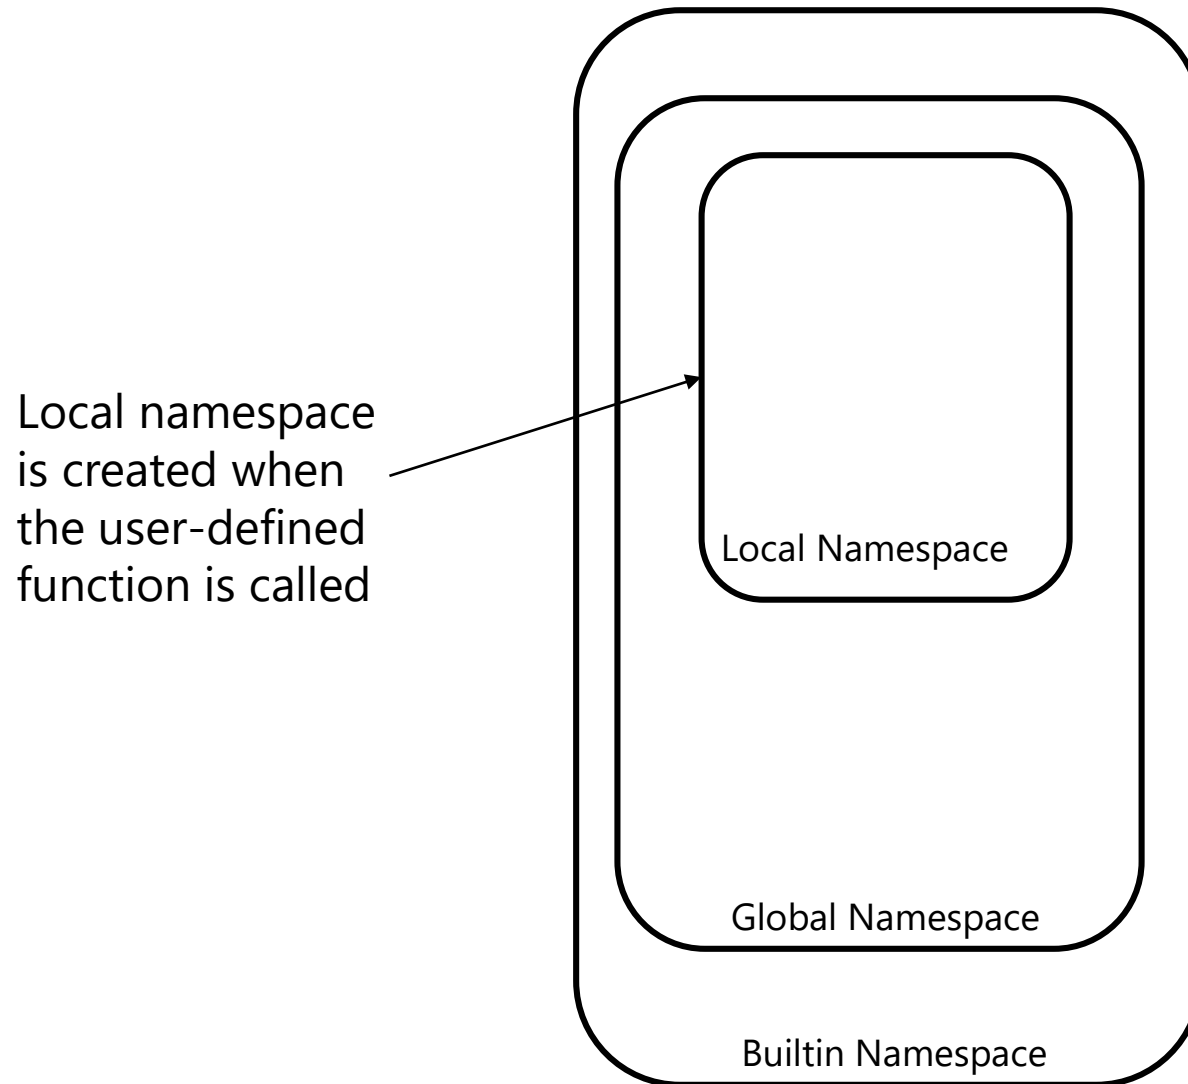 Local namespace
is created when
the user-defined
function is called
Local Namespace
Global Namespace
Builtin Namespace